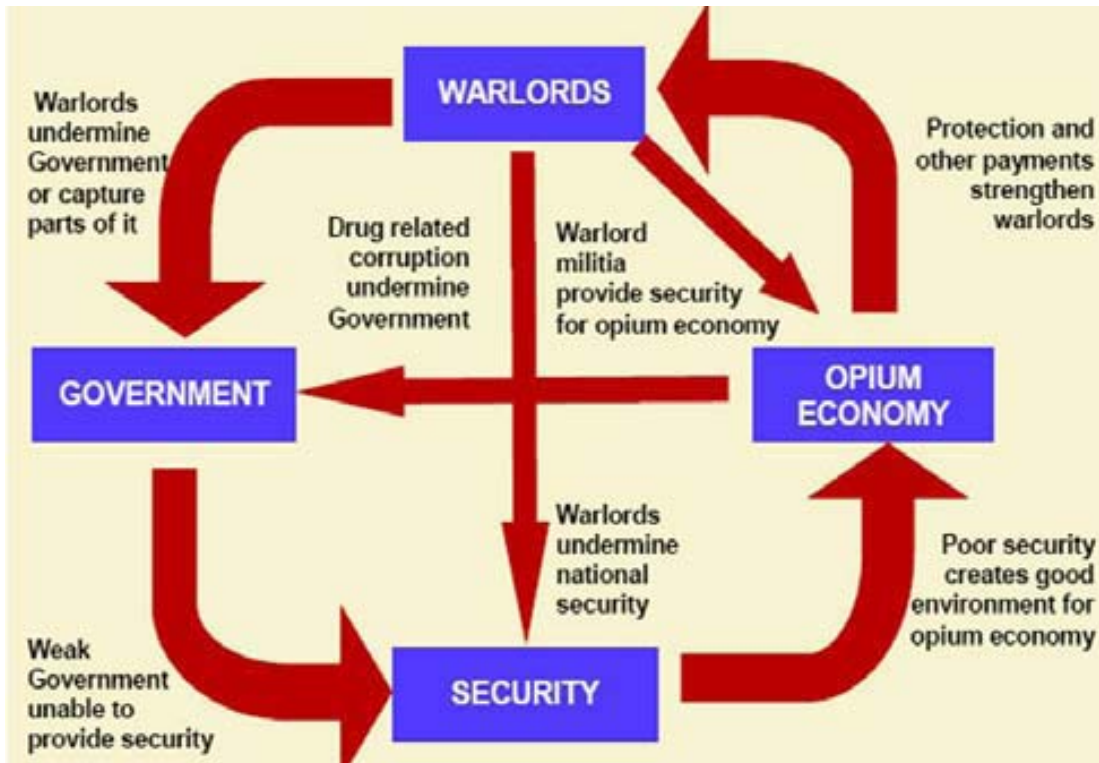 WARLORDS
Warlords
undermine
Government
or capture
parts of it
Protection and
other payments
strengthen
warlords
Drug related
corruption
undermine
Government
Warlord
militia
provide security
for opium economy
GOVERNMENT
OPIUM
ECONOMY
Warlords
undermine
national
security
Poor security
creates good
environment for
opium economy
Weak
Government
unable to
provide security
SECURITY